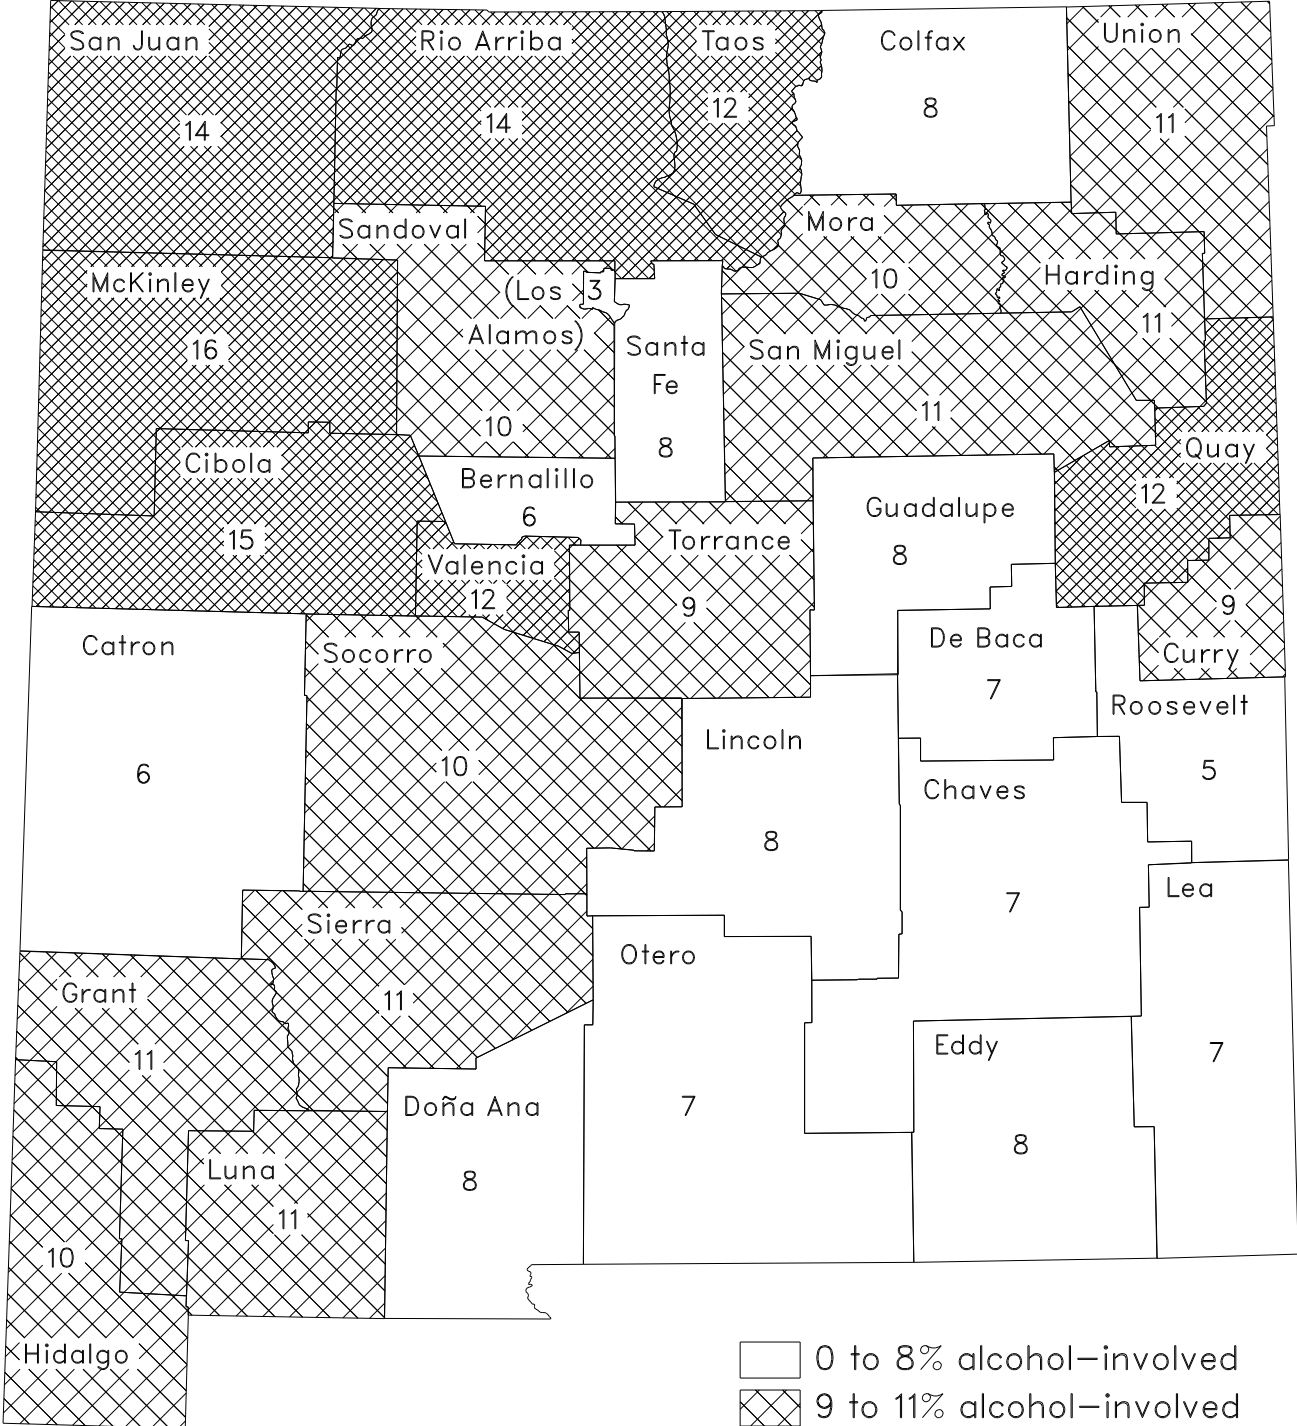 San Juan
14
Rio Arriba
14
Taos
12
Colfax
8
Union
11
Sandoval
10
(Los
Alamos)
3
Mora
10
Harding
11
McKinley
16
Santa
Fe
8
San Miguel
11
Quay
12
Cibola
15
Bernalillo
6
Valencia
12
Torrance
9
Guadalupe
8
De Baca
7
9
Curry
Roosevelt
5
Catron
6
Socorro
10
Lincoln
8
Chaves
7
Lea
7
Sierra
11
Otero
7
Eddy
8
Grant
11
Doña Ana
8
Luna
11
10
Hidalgo
0 to 8% alcohol-involved
9 to 11% alcohol-involved